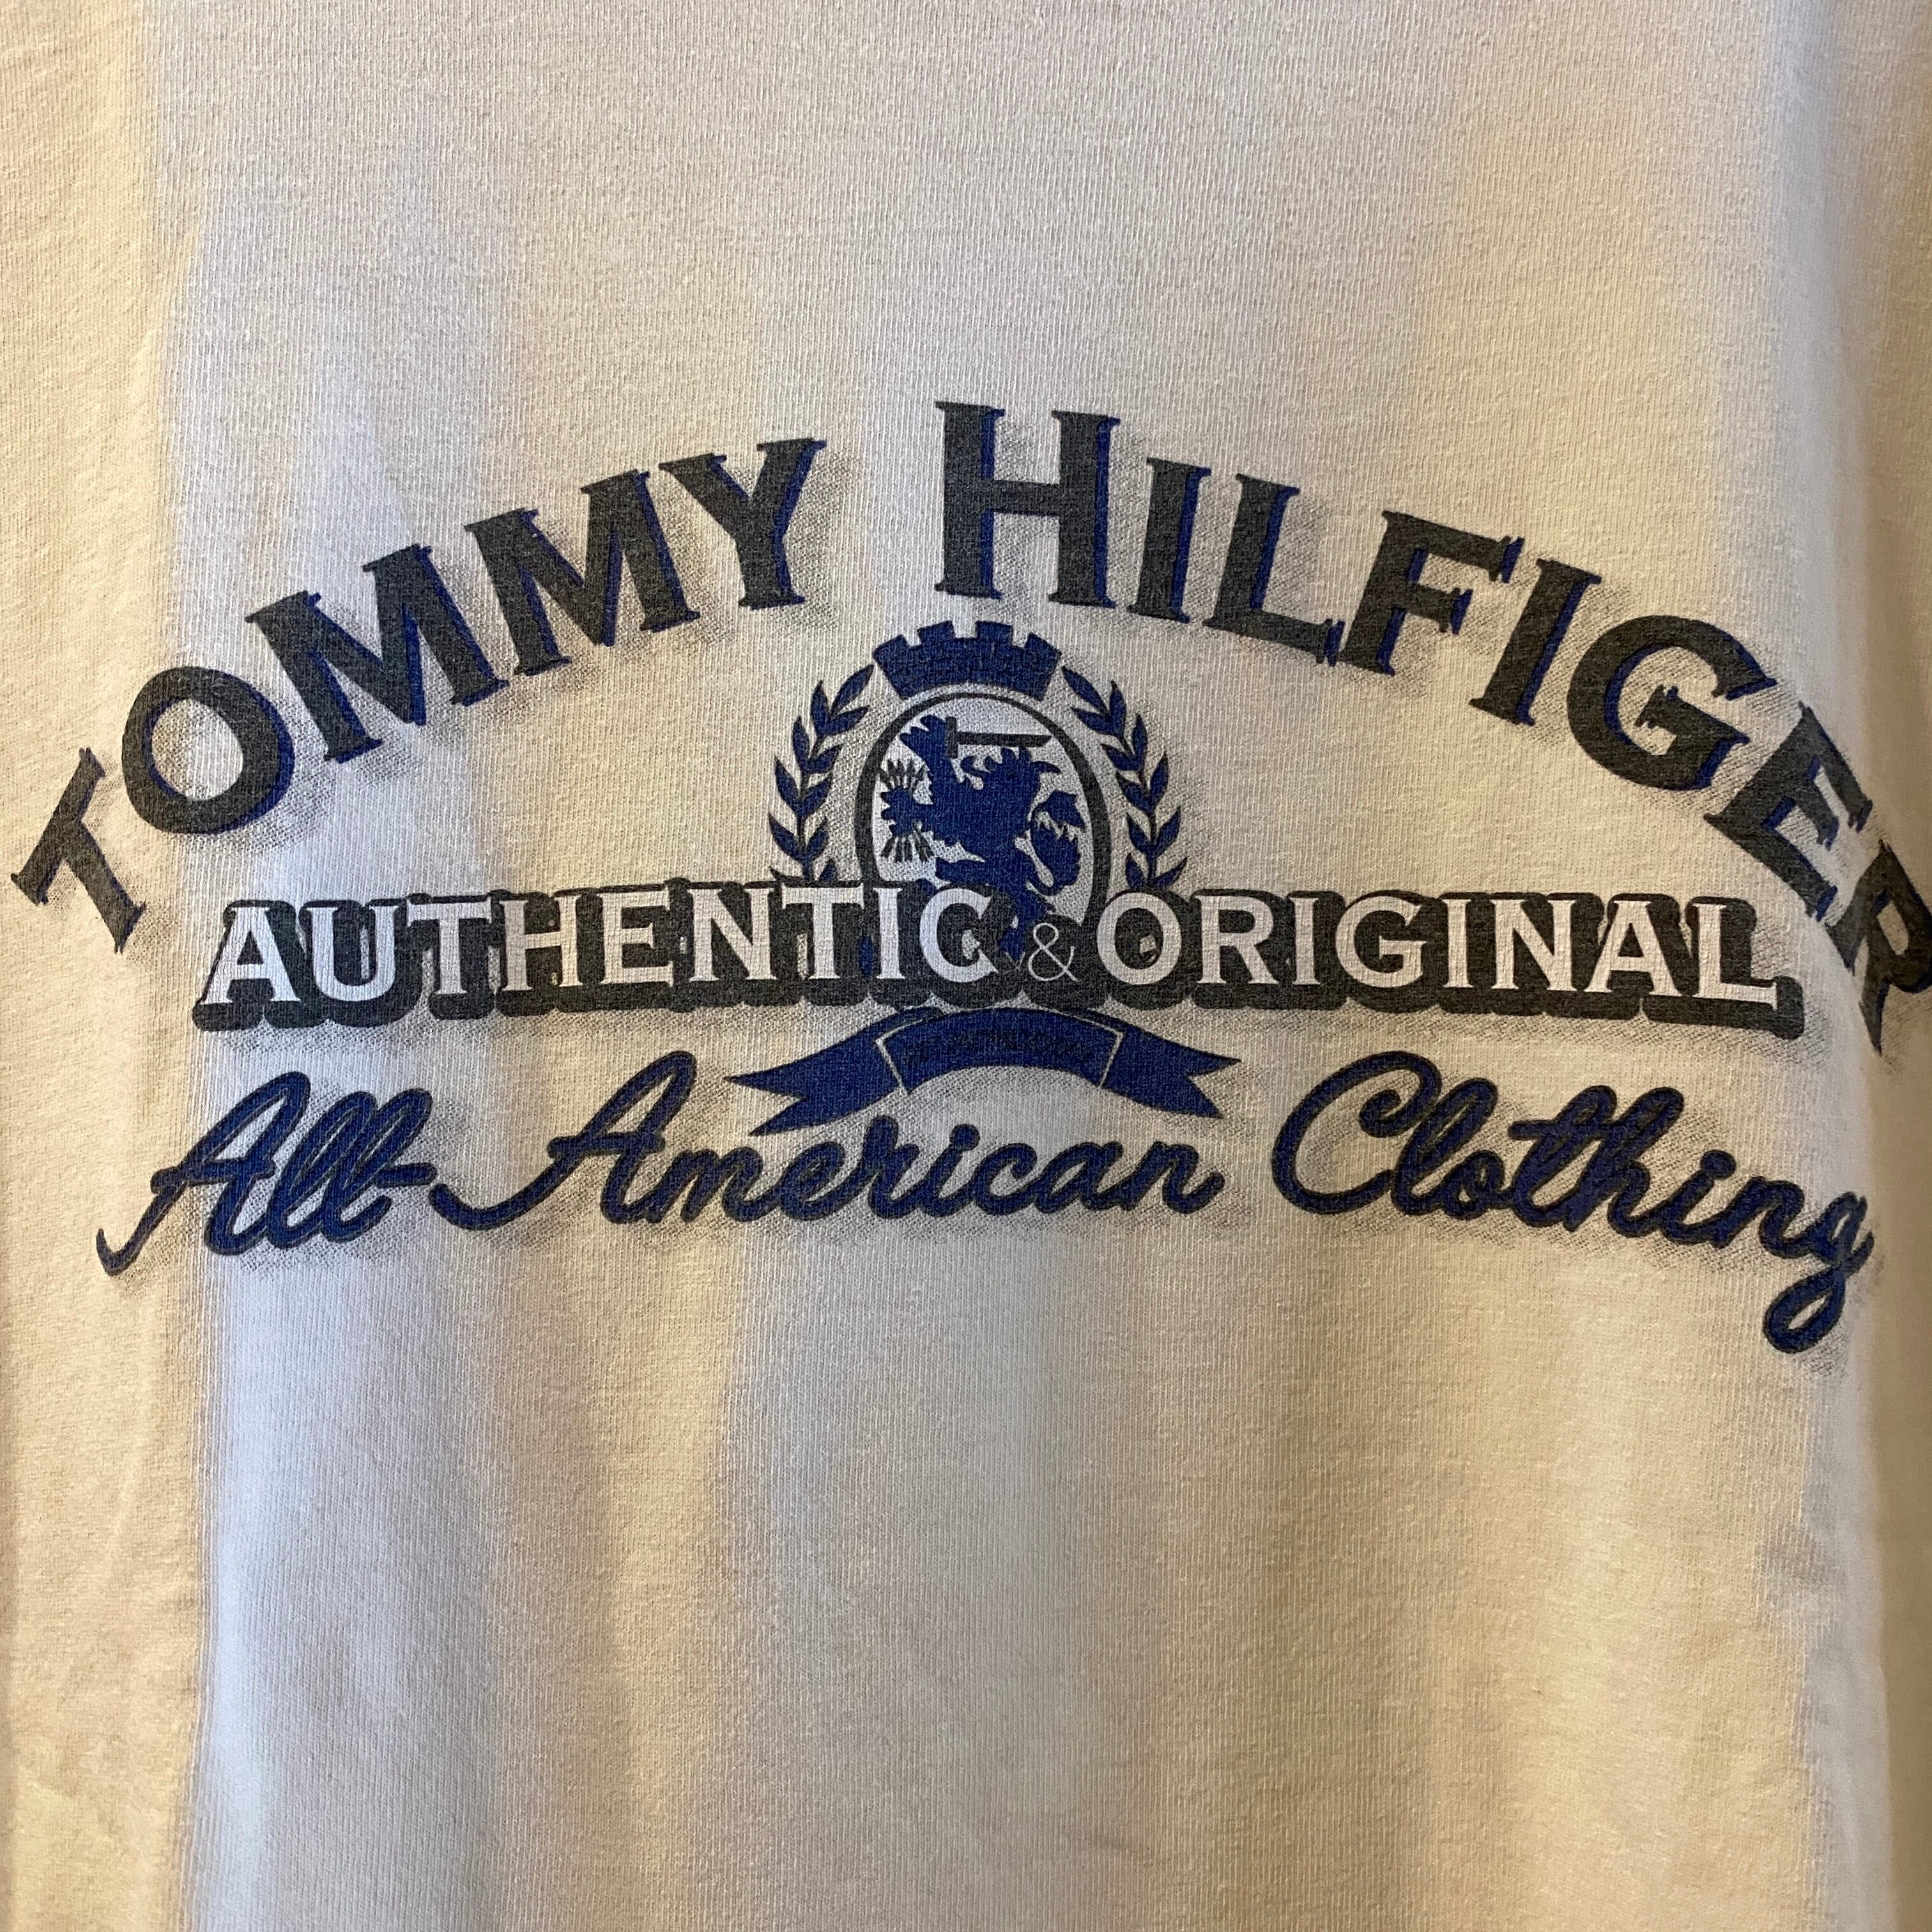 TOMMY HILFIGER
AUTHENTIC & ORIGINAL
All-American Clothing